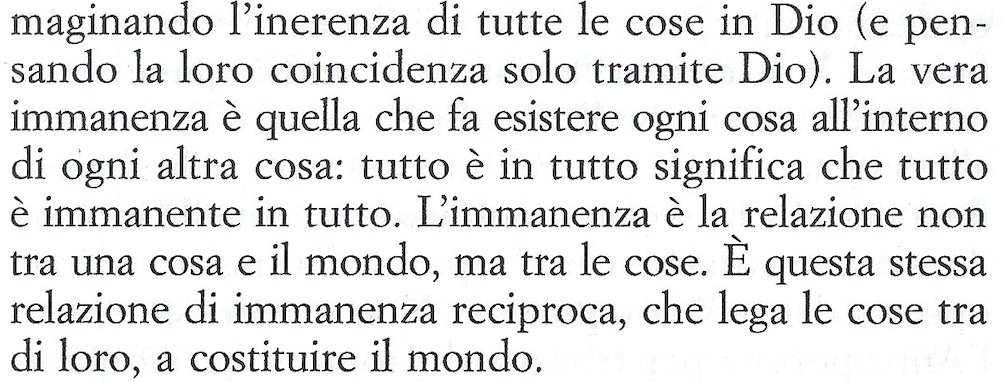 maginando l'inerenza di tutte le cose in Dio (e pen-
sando la loro coincidenza solo tramite Dio). La vera
immanenza è quella che fa esistere ogni cosa all'interno
di ogni altra cosa: tutto è in tutto significa che tutto
è immanente in tutto. L'immanenza è la relazione non
tra una cosa e il mondo, ma tra le cose. È questa stessa
relazione di immanenza reciproca, che lega le cose tra
di loro, a costituire il mondo.